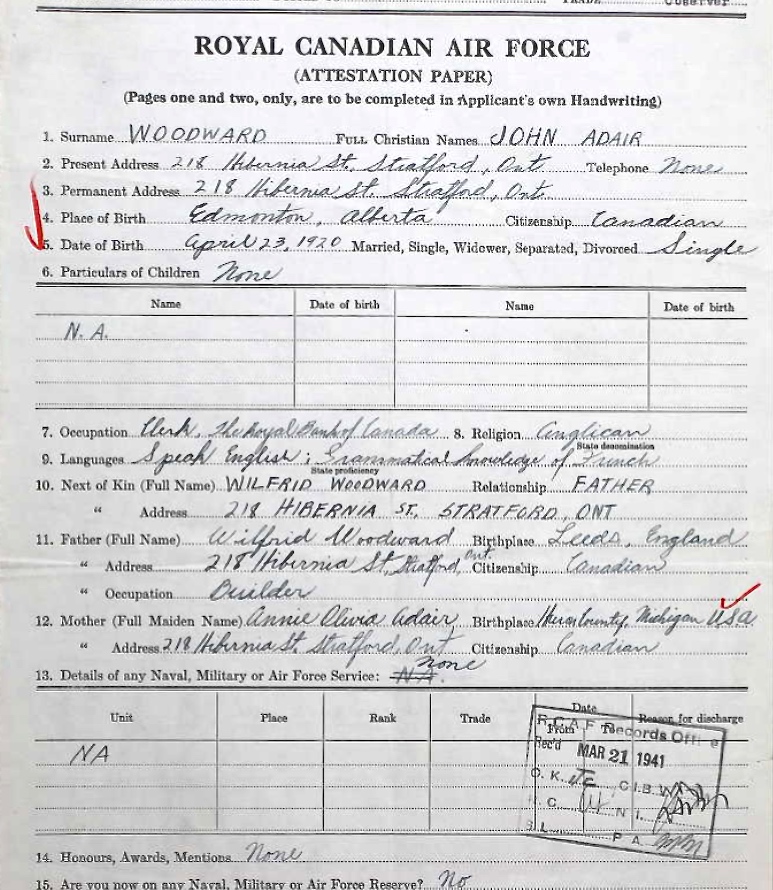 TRADE Observer
ROYAL CANADIAN AIR FORCE
(ATTESTATION PAPER)
(Pages one and two, only, are to be completed in Applicant's own Handwriting)
1. Surname WOODWARD FULL Christian Names JOHN ADAIR
2. Present Address 218 Hibernia St. Stratford, Ont. Telephone None
3. Permanent Address 218 Hibernia St. Stratford, Ont.
4. Place of Birth Edmonton, Alberta Citizenship Canadian
5. Date of Birth April 23, 1920 Married, Single, Widower, Separated, Divorced Single
6. Particulars of Children None
Name Date of birth Name Date of birth
N. A.
7. Occupation Clerk, The Royal Bank of Canada 8. Religion Anglican
State denomination
9. Languages Speak English; Grammatical knowledge of French
State proficiency
10. Next of Kin (Full Name) WILFRID WOODWARD Relationship FATHER
" Address 218 HIBERNIA ST. STRATFORD, ONT
11. Father (Full Name) Wilfrid Woodward Birthplace Leeds, England
" Address 218 Hibernia St, Stratford, Ont. Citizenship Canadian
" Occupation Builder
12. Mother (Full Maiden Name) Annie Olivia Adair Birthplace Huron County, Michigan USA
" Address 218 Hibernia St. Stratford, Ont Citizenship Canadian
none
13. Details of any Naval, Military or Air Force Service: N.A.
Unit Place Rank Trade Date From To Reason for discharge
NA
R.C.A.F. Records Office
Rec'd MAR 21 1941
O. K. C.I.B.
H. C. N I.
S L. P A.
14. Honours, Awards, Mentions None
15. Are you now on any Naval, Military or Air Force Reserve? No